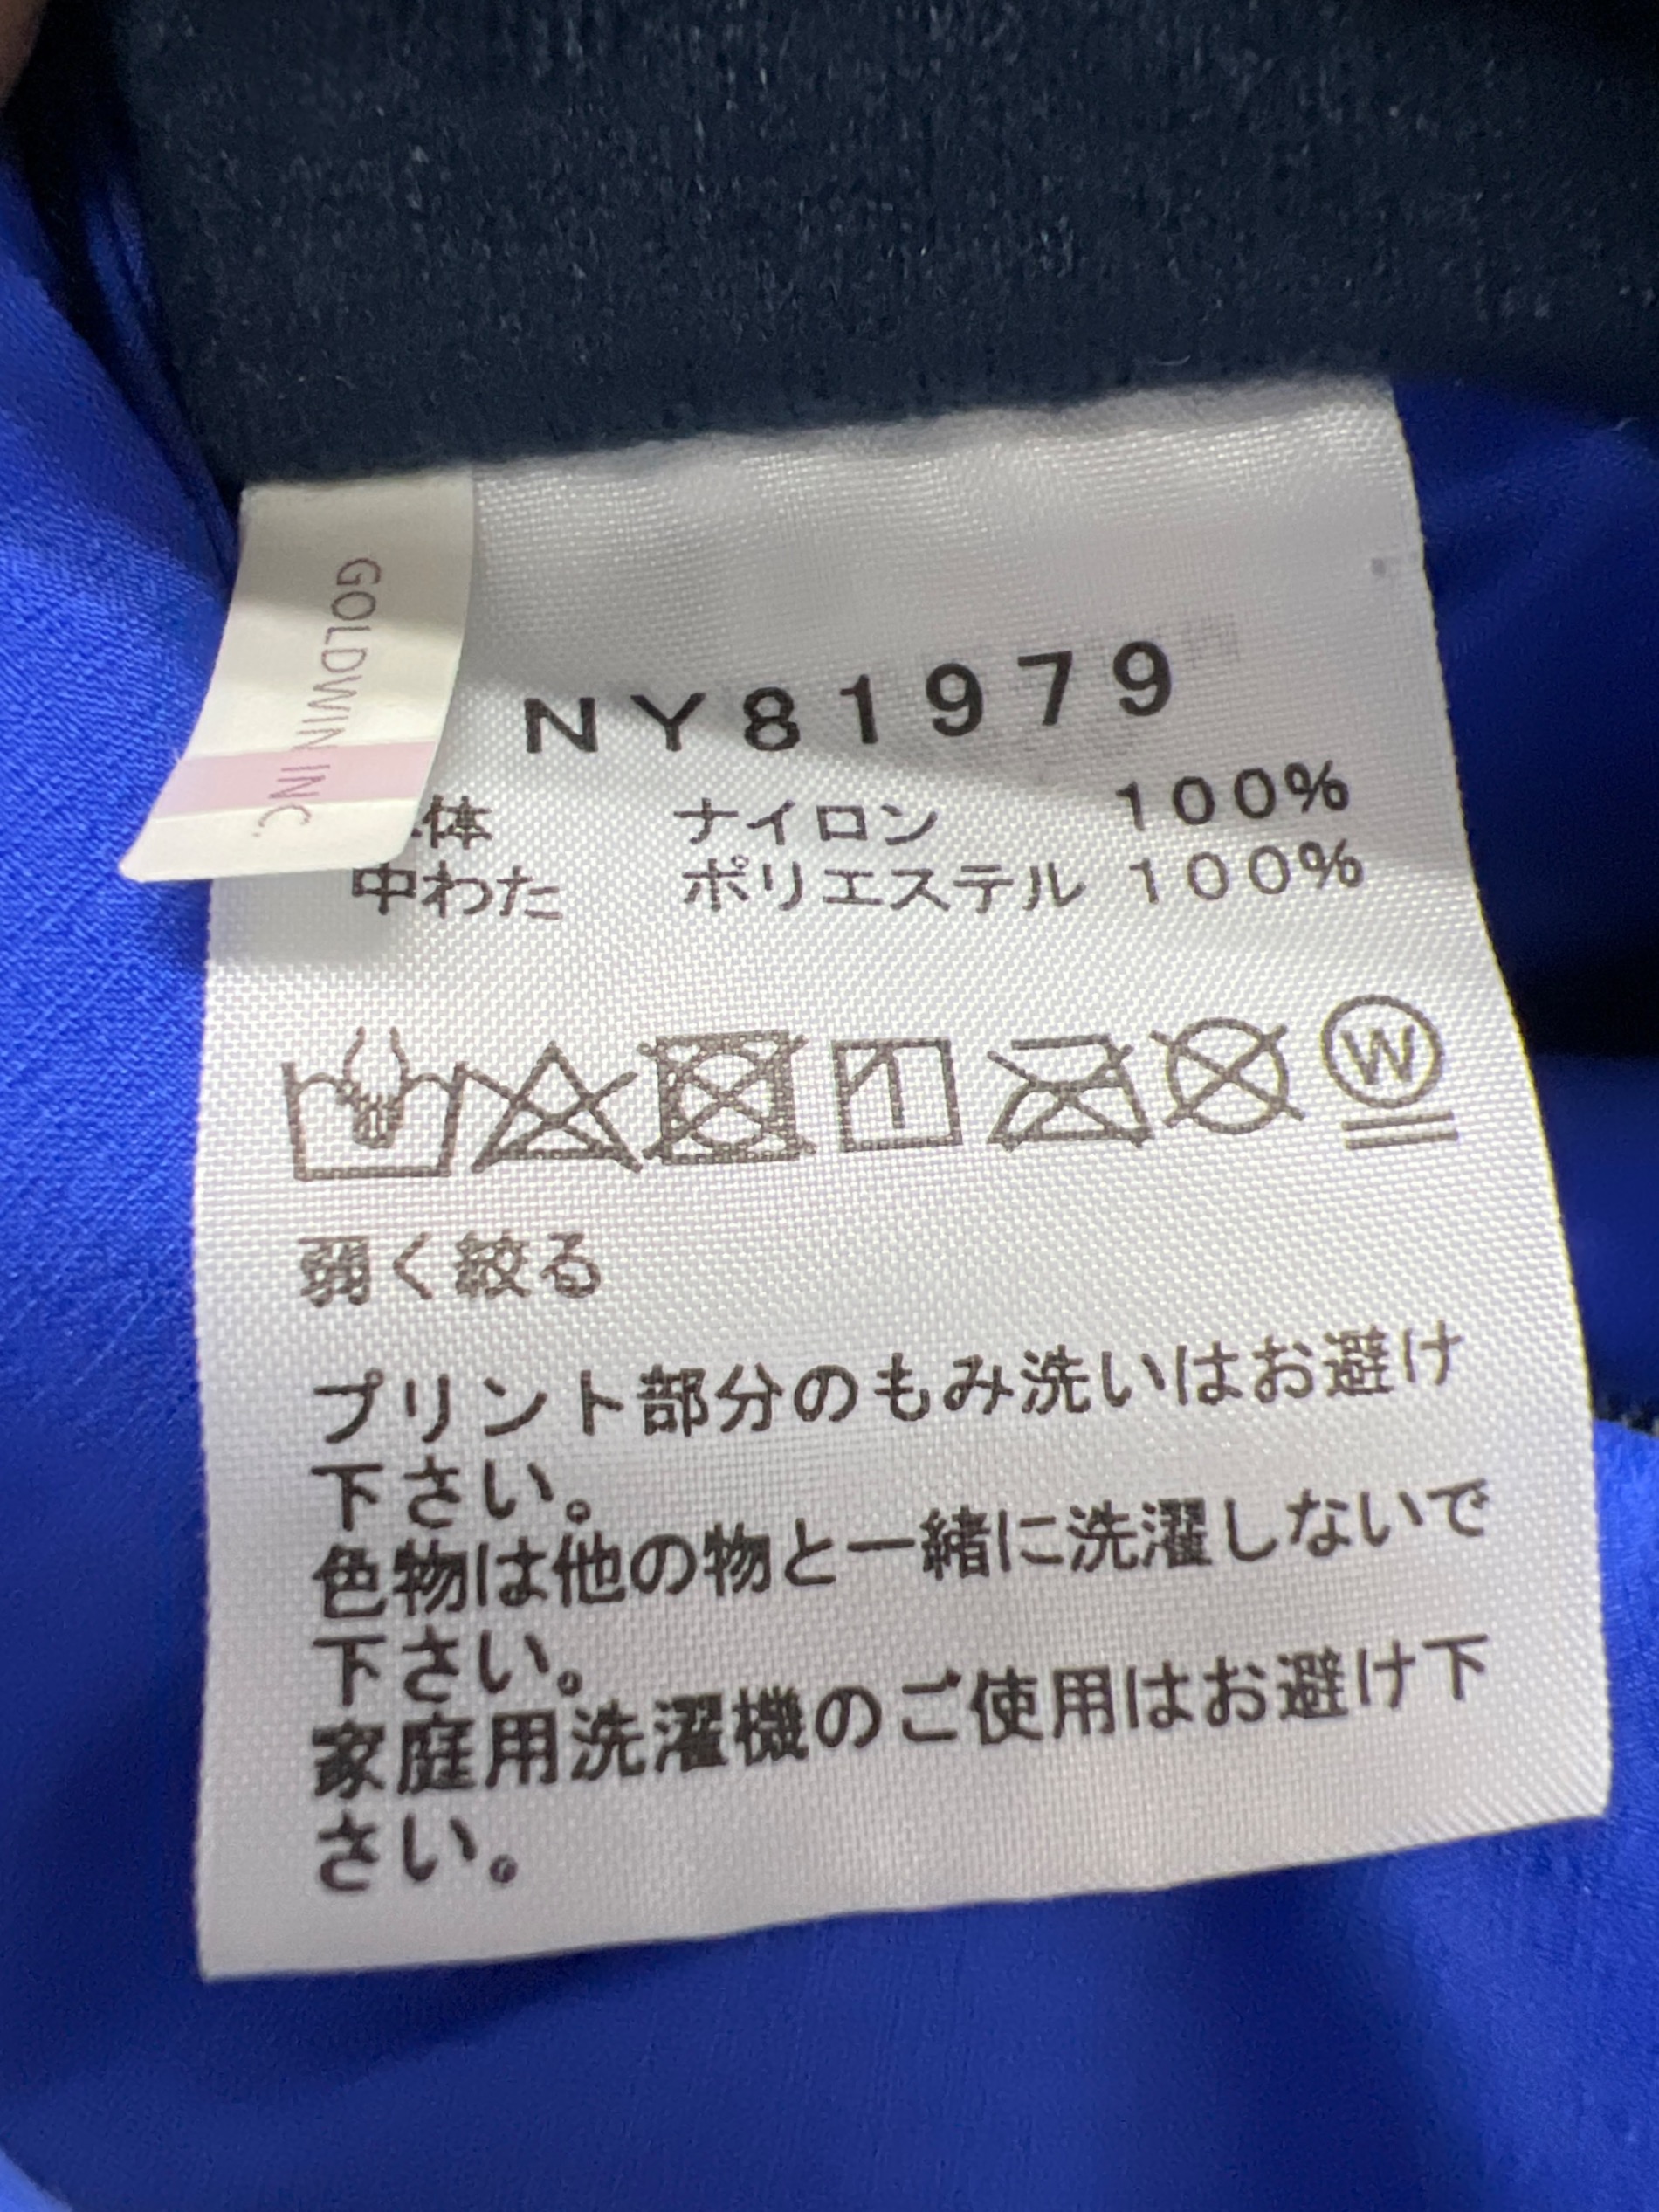 GOLDWIN INC.
NY81979
体 ナイロン 100%
中わた ポリエステル 100%
W
弱く絞る
プリント部分のもみ洗いはお避け
下さい。
色物は他の物と一緒に洗濯しないで
下さい。
家庭用洗濯機のご使用はお避け下
さい。